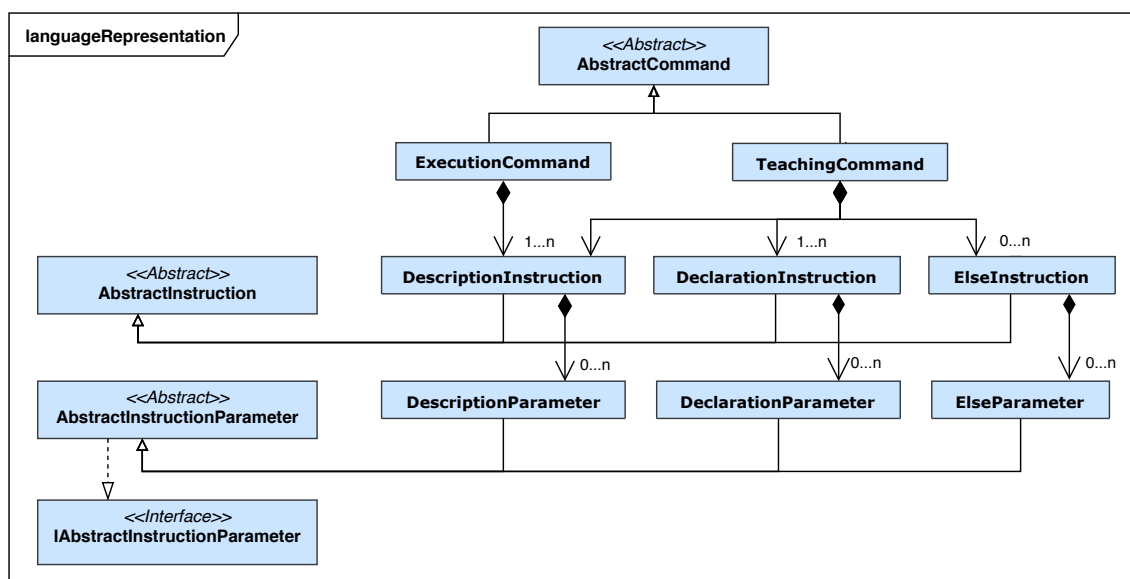 languageRepresentation
<<Abstract>>
AbstractCommand
ExecutionCommand
TeachingCommand
1...n
1...n
0...n
<<Abstract>>
AbstractInstruction
DescriptionInstruction
DeclarationInstruction
ElseInstruction
0...n
0...n
0...n
<<Abstract>>
AbstractInstructionParameter
DescriptionParameter
DeclarationParameter
ElseParameter
<<Interface>>
IAbstractInstructionParameter